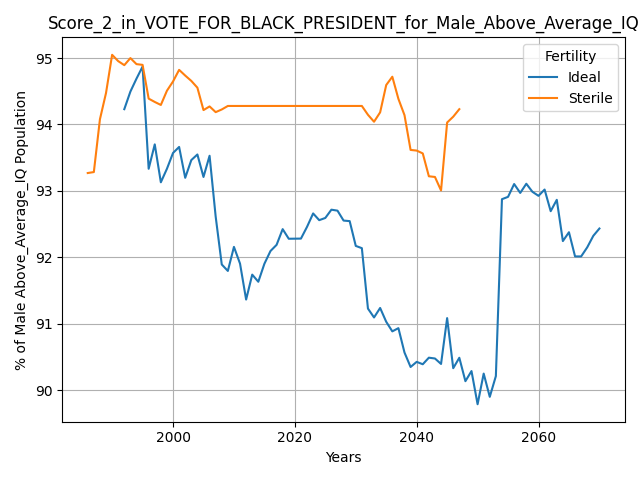 Score_2_in_VOTE_FOR_BLACK_PRESIDENT_for_Male_Above_Average_IQ
% of Male Above_Average_IQ Population
95
94
93
92
91
90
Fertility
Ideal
Sterile
2000 2020 2040 2060
Years